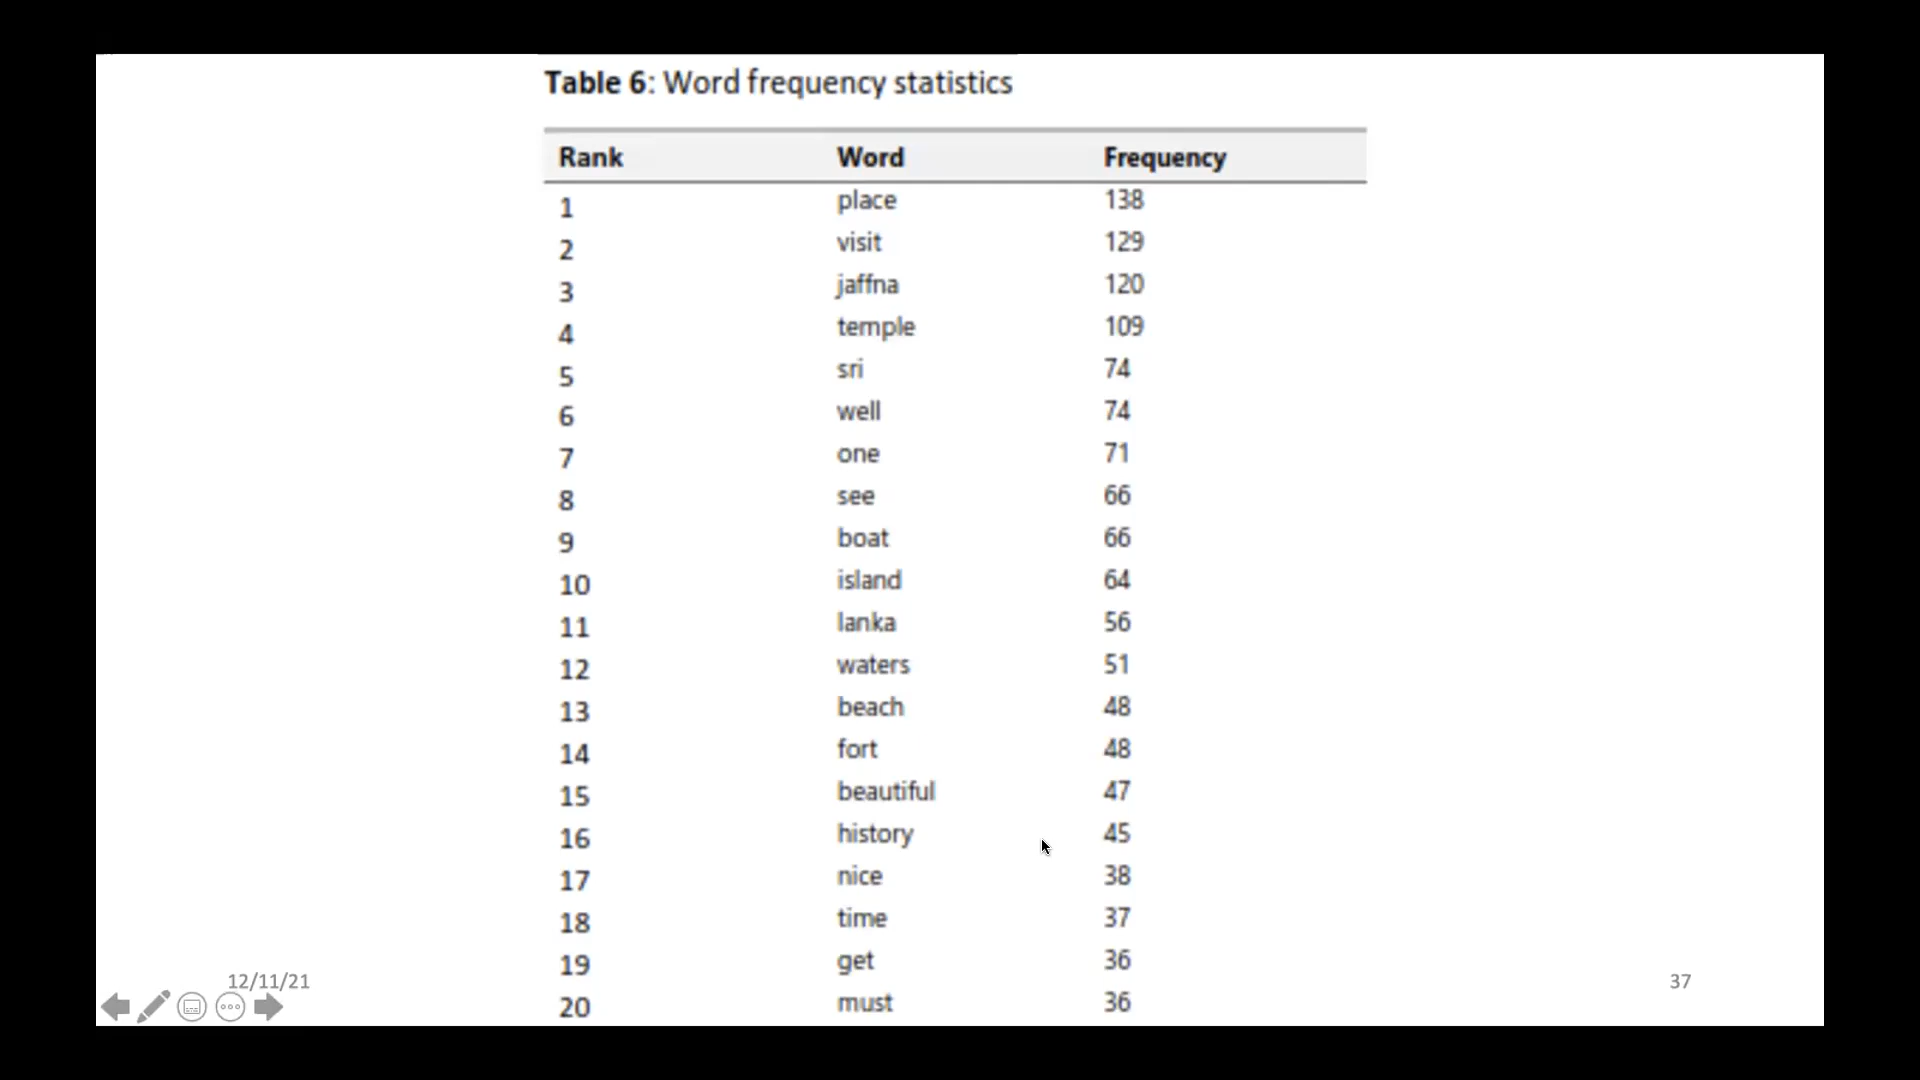 Table 6: Word frequency statistics
Rank Word Frequency
1 place 138
2 visit 129
3 jaffna 120
4 temple 109
5 sri 74
6 well 74
7 one 71
8 see 66
9 boat 66
10 island 64
11 lanka 56
12 waters 51
13 beach 48
14 fort 48
15 beautiful 47
16 history 45
17 nice 38
18 time 37
19 get 36
20 must 36
12/11/21
37